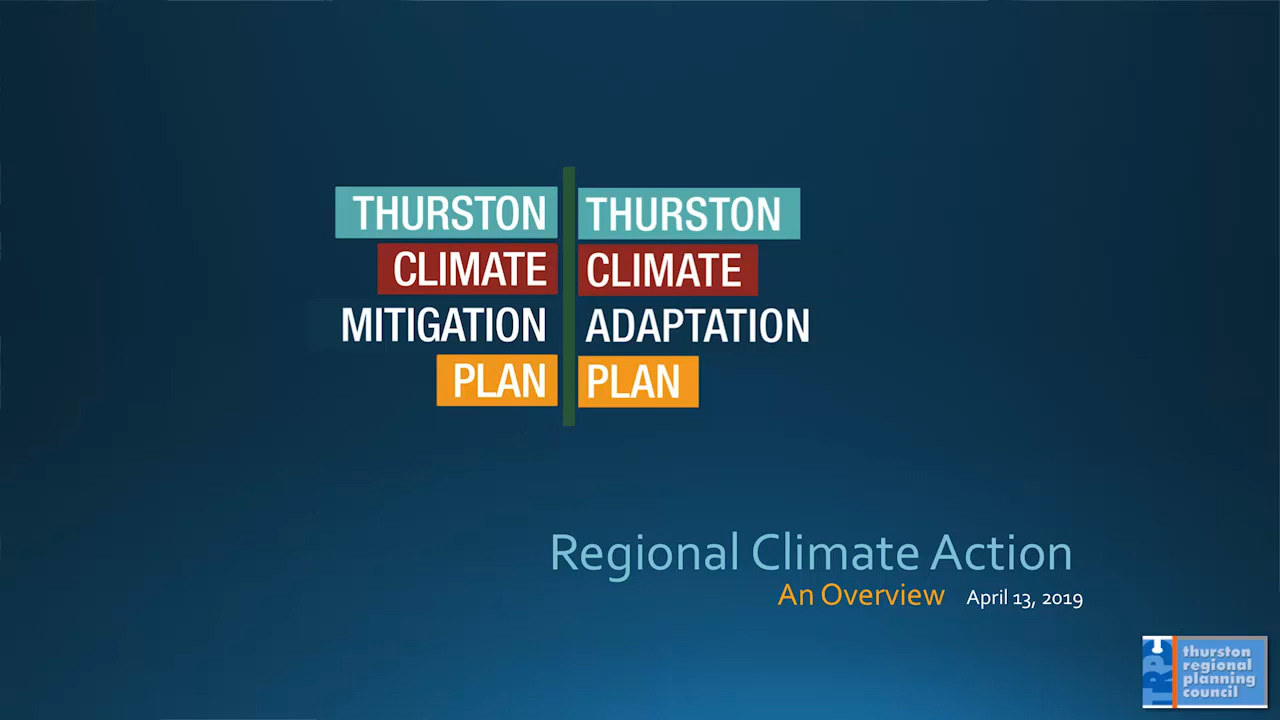 THURSTON
CLIMATE
MITIGATION
PLAN
THURSTON
CLIMATE
ADAPTATION
PLAN
Regional Climate Action
An Overview April 13, 2019
TRPC
thurston
regional
planning
council